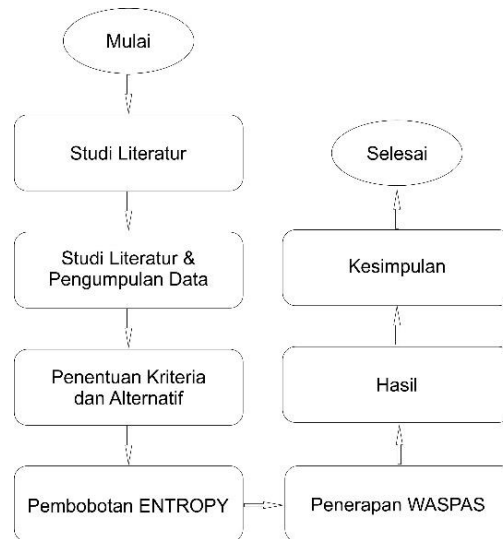 Mulai
Studi Literatur
Studi Literatur &
Pengumpulan Data
Penentuan Kriteria
dan Alternatif
Pembobotan ENTROPY
Penerapan WASPAS
Hasil
Kesimpulan
Selesai